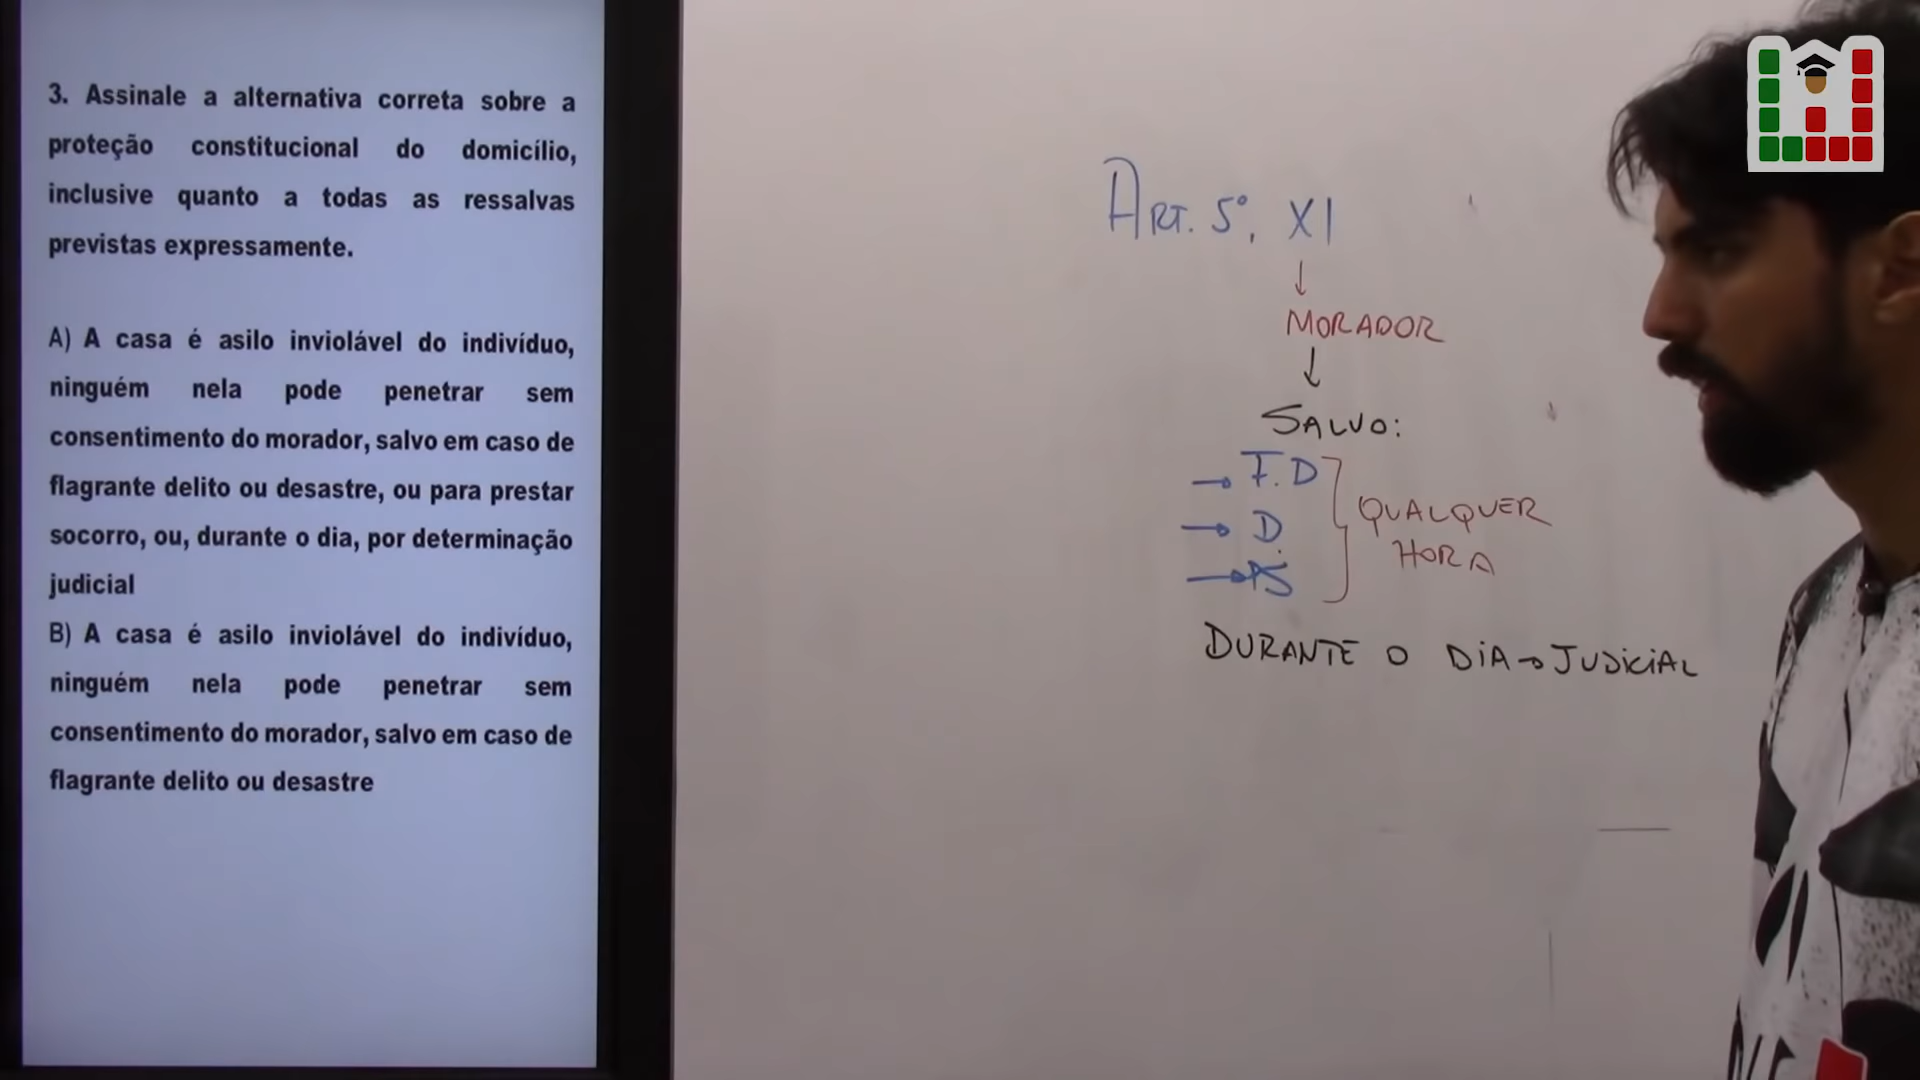 3. Assinale a alternativa correta sobre a
proteção constitucional do domicílio,
inclusive quanto a todas as ressalvas
previstas expressamente.
A) A casa é asilo inviolável do indivíduo,
ninguém nela pode penetrar sem
consentimento do morador, salvo em caso de
flagrante delito ou desastre, ou para prestar
socorro, ou, durante o dia, por determinação
judicial
B) A casa é asilo inviolável do indivíduo,
ninguém nela pode penetrar sem
consentimento do morador, salvo em caso de
flagrante delito ou desastre
ART. 5º, XI
↓
MORADOR
↓
SALVO:
→ F.D
→ D.
→ PS
QUALQUER
HORA
DURANTE O DIA → JUDICIAL